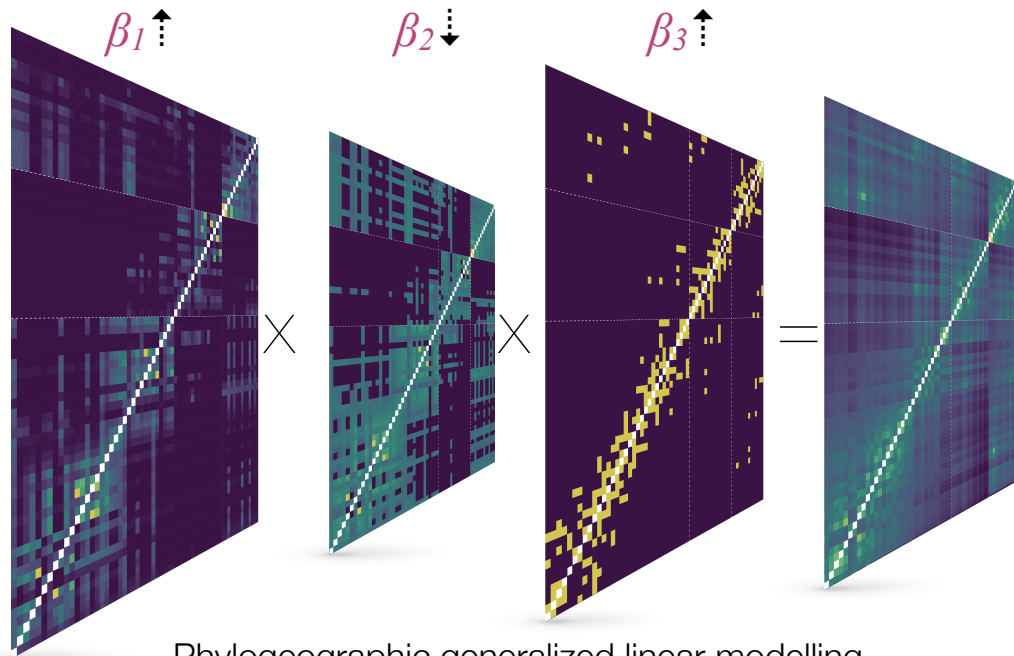 β1 β2 β3
× × =
Phylogeographic generalized linear modelling